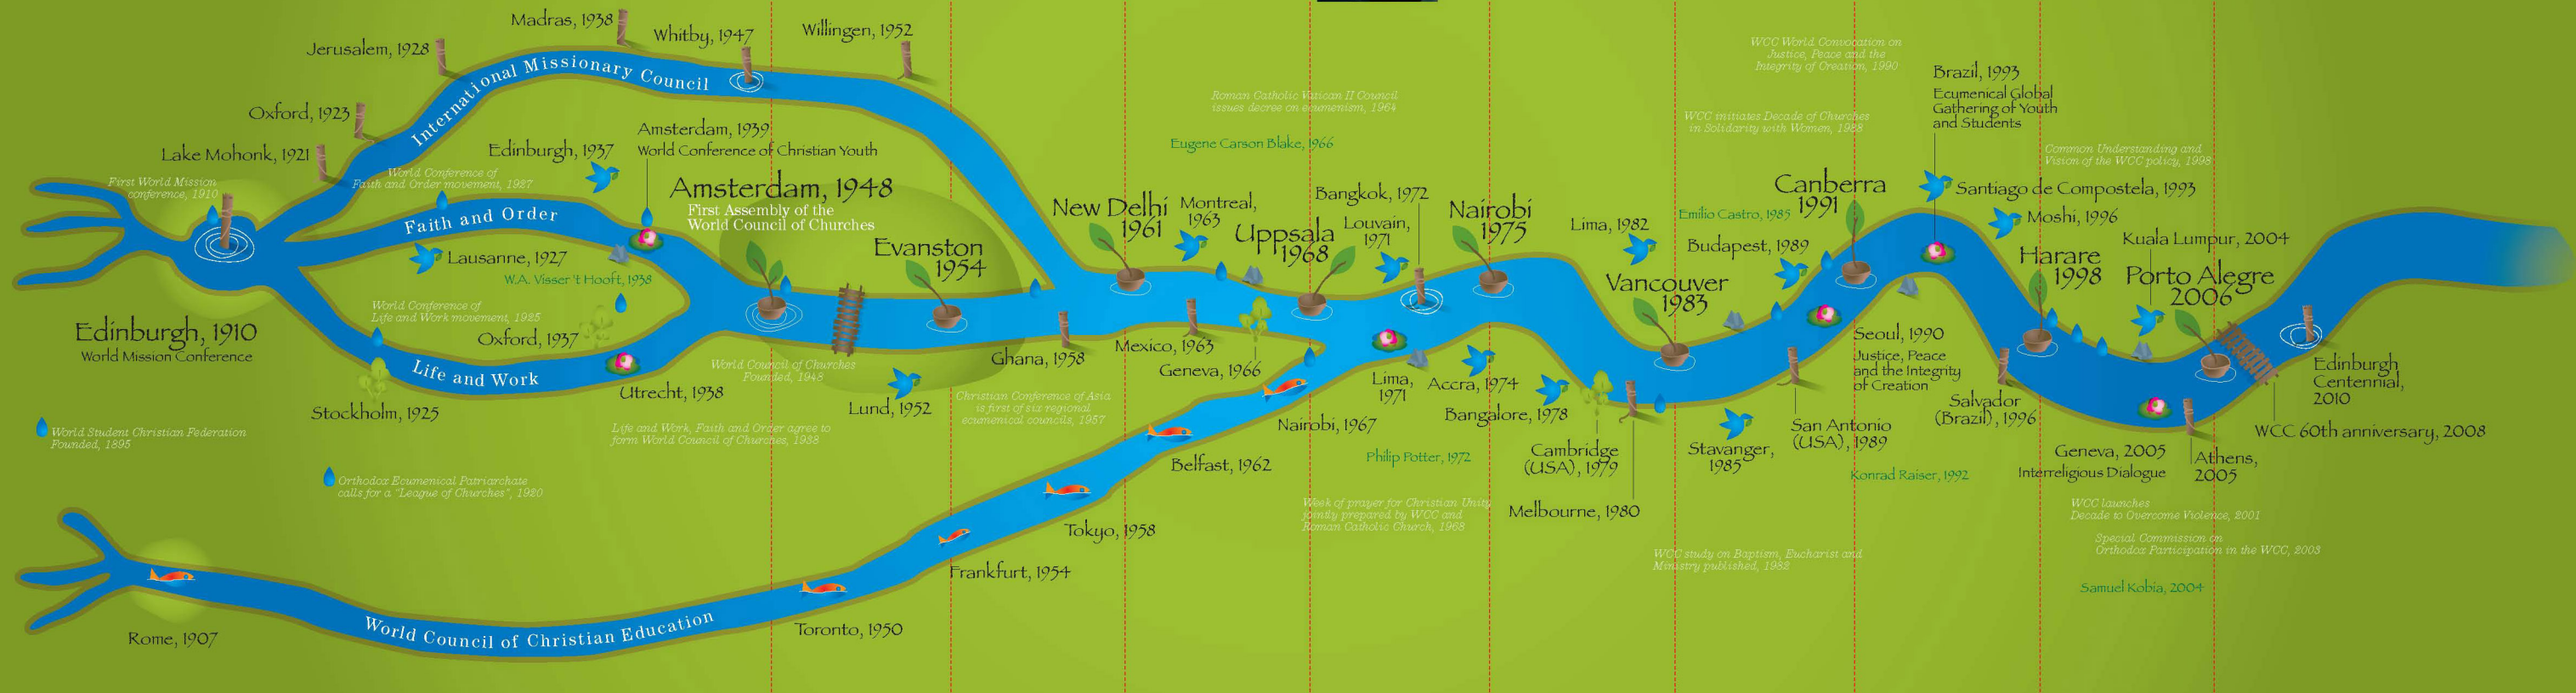 Madras, 1938
Whitby, 1947
Willingen, 1952
Jerusalem, 1928
International Missionary Council
Oxford, 1923
Lake Mohonk, 1921
First World Mission
conference, 1910
World Conference of
Faith and Order movement, 1927
Edinburgh, 1937
Amsterdam, 1939
World Conference of Christian Youth
Amsterdam, 1948
First Assembly of the
World Council of Churches
Faith and Order
Lausanne, 1927
W.A. Visser 't Hooft, 1938
Evanston
1954
World Conference of
Life and Work movement, 1925
Oxford, 1937
Edinburgh, 1910
World Mission Conference
Life and Work
Utrecht, 1938
Stockholm, 1925
World Council of Churches
Founded, 1948
Lund, 1952
World Student Christian Federation
Founded, 1895
Life and Work, Faith and Order agree to
form World Council of Churches, 1938
Orthodox Ecumenical Patriarchate
calls for a "League of Churches", 1920
Rome, 1907
World Council of Christian Education
Toronto, 1950
Frankfurt, 1954
Tokyo, 1958
Belfast, 1962
Nairobi, 1967
Christian Conference of Asia
is first of six regional
ecumenical councils, 1957
Ghana, 1958
Mexico, 1963
Geneva, 1966
New Delhi
1961
Montreal,
1963
Roman Catholic Vatican II Council
issues decree on ecumenism, 1964
Eugene Carson Blake, 1966
Uppsala
1968
Bangkok, 1972
Louvain,
1971
Nairobi
1975
Lima,
1971
Accra, 1974
Bangalore, 1978
Philip Potter, 1972
Week of prayer for Christian Unity
jointly prepared by WCC and
Roman Catholic Church, 1968
Cambridge
(USA), 1979
Melbourne, 1980
Lima, 1982
Vancouver
1983
WCC study on Baptism, Eucharist and
Ministry published, 1982
WCC World Convocation on
Justice, Peace and the
Integrity of Creation, 1990
WCC initiates Decade of Churches
in Solidarity with Women, 1988
Emilio Castro, 1985
Budapest, 1989
Canberra
1991
Stavanger,
1985
San Antonio
(USA), 1989
Seoul, 1990
Justice, Peace
and the Integrity
of Creation
Konrad Raiser, 1992
Brazil, 1993
Ecumenical Global
Gathering of Youth
and Students
Common Understanding and
Vision of the WCC policy, 1998
Santiago de Compostela, 1993
Moshi, 1996
Harare
1998
Kuala Lumpur, 2004
Porto Alegre
2006
Salvador
(Brazil), 1996
Geneva, 2005
Interreligious Dialogue
Athens,
2005
WCC 60th anniversary, 2008
Edinburgh
Centennial,
2010
WCC launches
Decade to Overcome Violence, 2001
Special Commission on
Orthodox Participation in the WCC, 2003
Samuel Kobia, 2004